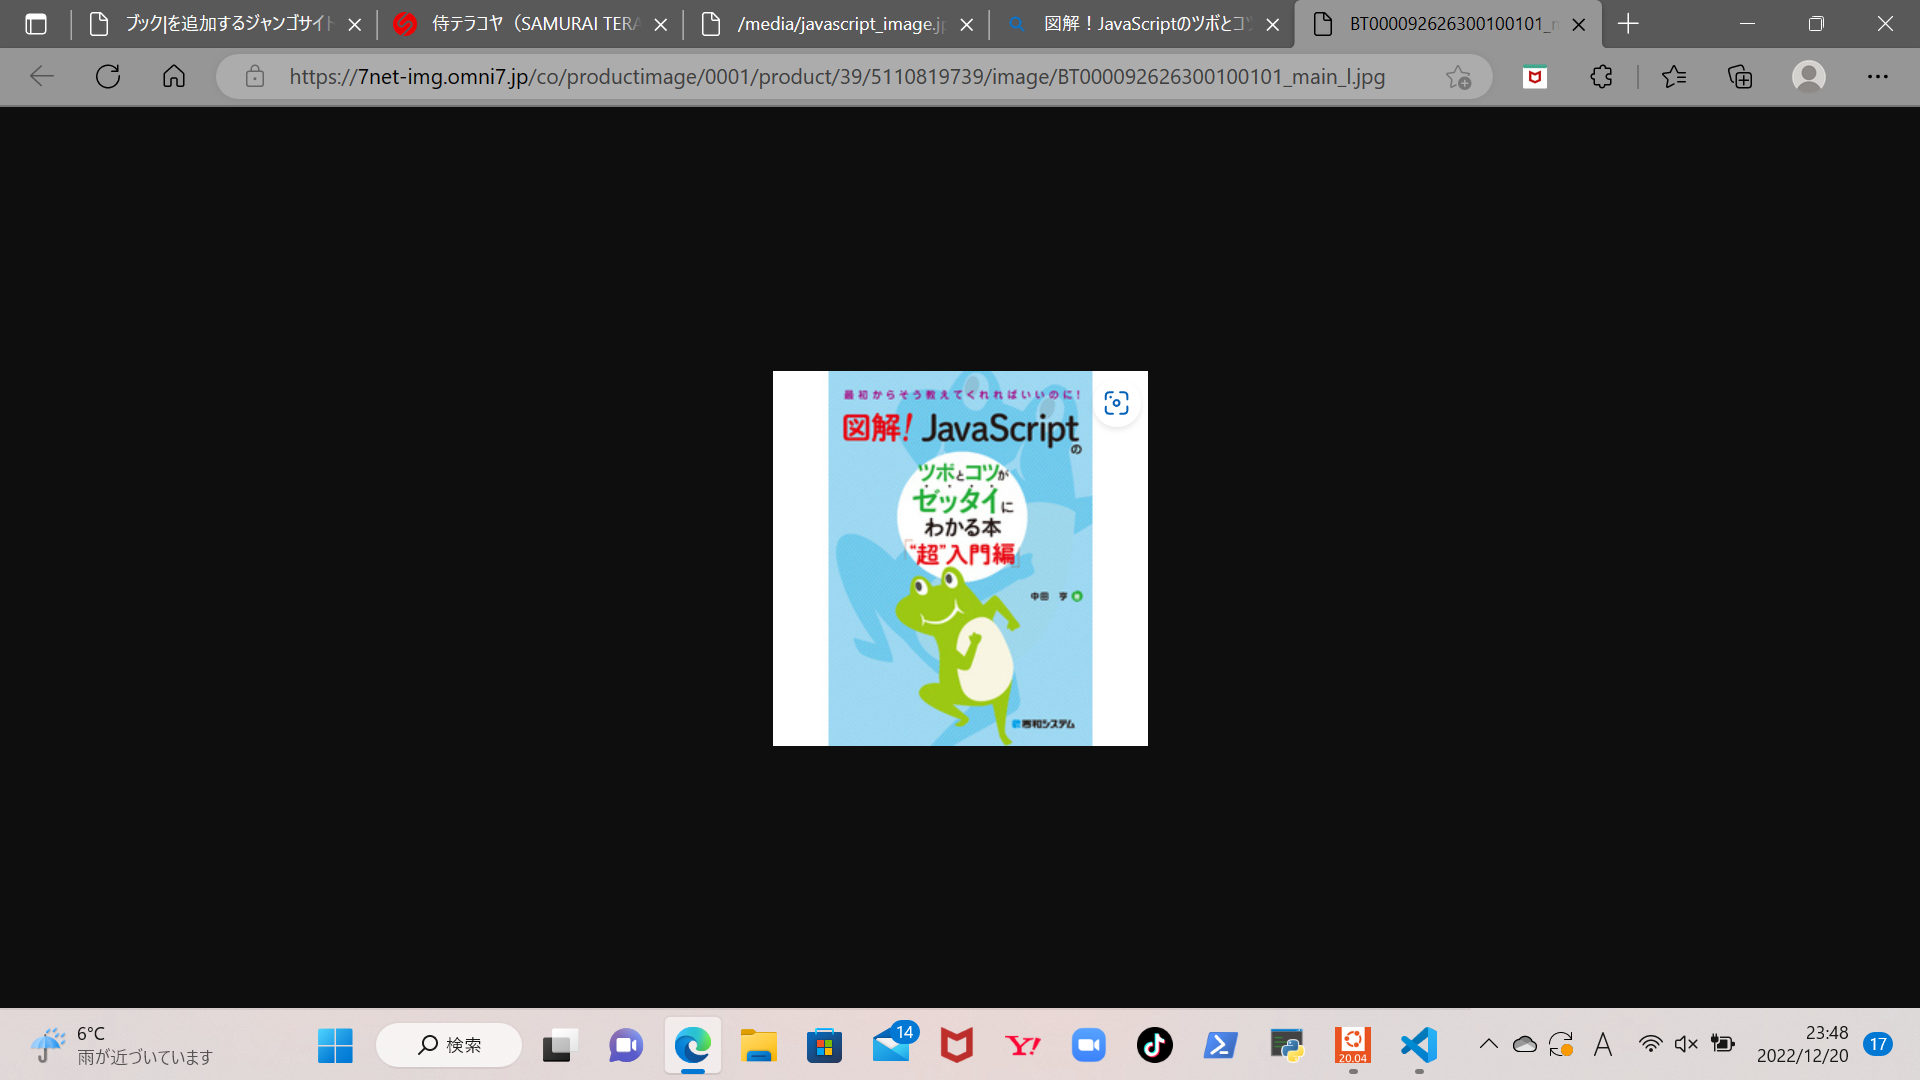 ブック|を追加するジャンゴサイト
侍テラコヤ（SAMURAI TERA
/media/javascript_image.jp
図解！JavaScriptのツボとコツ
BT000092626300100101_m
https://7net-img.omni7.jp/co/productimage/0001/product/39/5110819739/image/BT000092626300100101_main_l.jpg
最初からそう教えてくれればいいのに！
図解！JavaScriptの
ツボとコツが
ゼッタイに
わかる本
「“超”入門編」
中田 亨 著
秀和システム
6°C
雨が近づいています
検索
14
20.04
A
23:48
2022/12/20
17